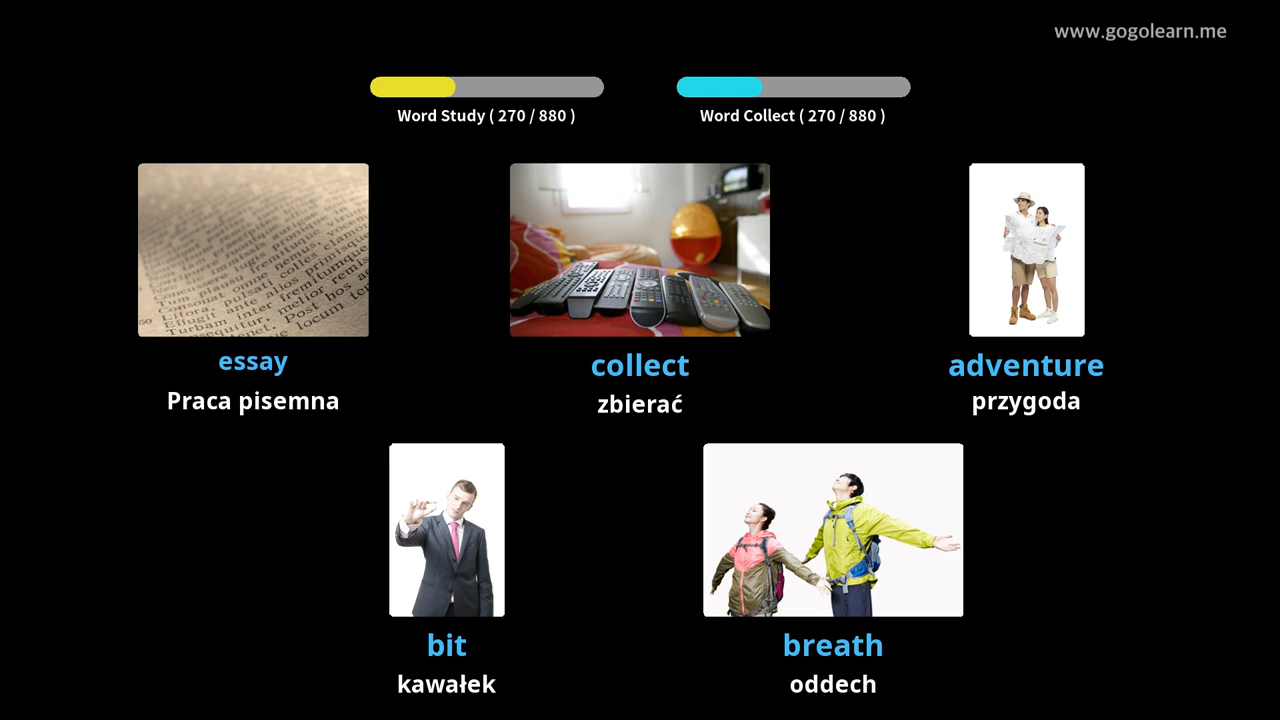 www.gogolearn.me
Word Study ( 270 / 880 )
Word Collect ( 270 / 880 )
essay
Praca pisemna
collect
zbierać
adventure
przygoda
bit
kawałek
breath
oddech